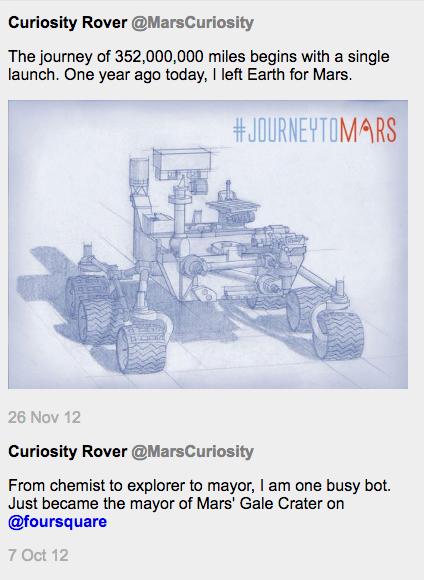 Curiosity Rover @MarsCuriosity
The journey of 352,000,000 miles begins with a single
launch. One year ago today, I left Earth for Mars.
#JOURNEYTOMARS
26 Nov 12
Curiosity Rover @MarsCuriosity
From chemist to explorer to mayor, I am one busy bot.
Just became the mayor of Mars' Gale Crater on
@foursquare
7 Oct 12